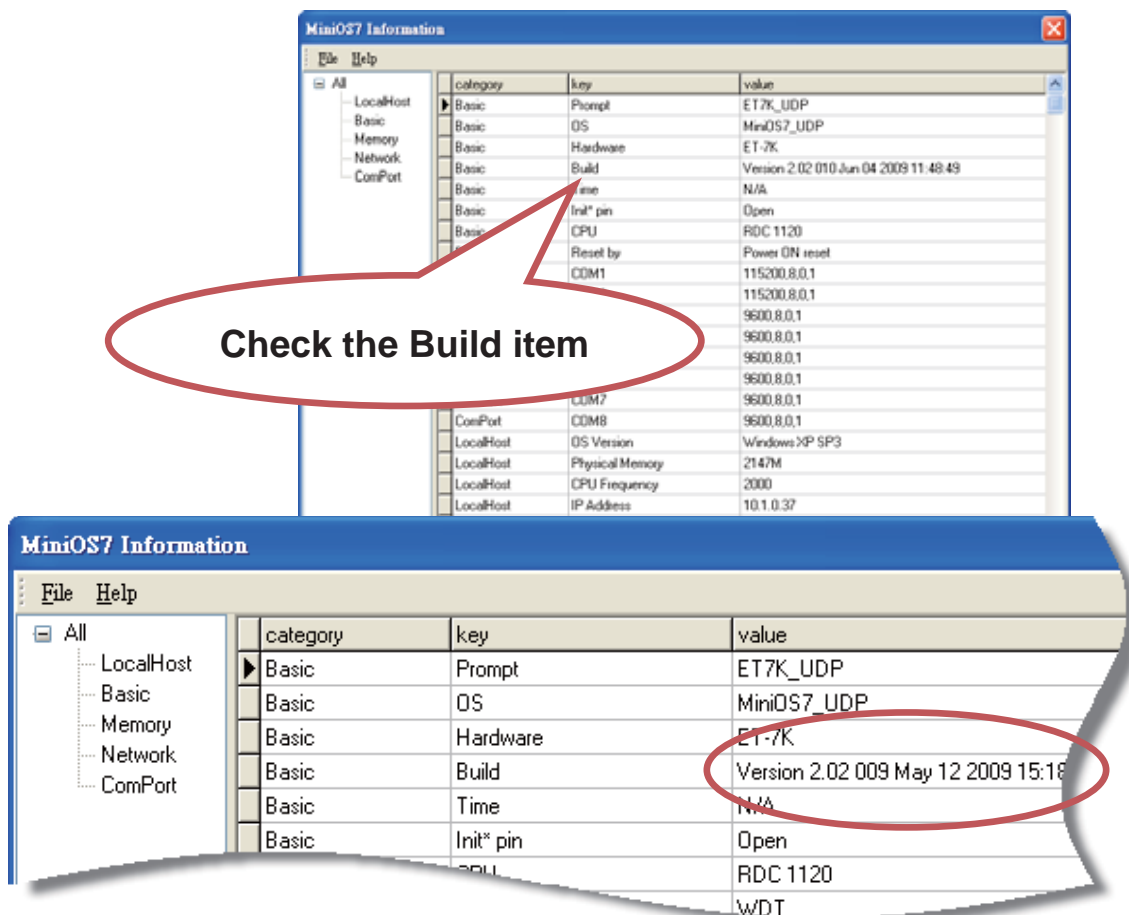 MiniOS7 Information
File Help
All
LocalHost
Basic
Memory
Network
ComPort
category key value
Basic Prompt ET7K_UDP
Basic OS MiniOS7_UDP
Basic Hardware ET-7K
Basic Build Version 2.02 010 Jun 04 2009 11:48:49
Basic Time N/A
Basic Init* pin Open
Basic CPU RDC 1120
Reset by Power ON reset
COM1 115200,8,0,1
115200,8,0,1
9600,8,0,1
9600,8,0,1
9600,8,0,1
9600,8,0,1
COM7 9600,8,0,1
ComPort COM8 9600,8,0,1
LocalHost OS Version Windows XP SP3
LocalHost Physical Memory 2147M
LocalHost CPU Frequency 2000
LocalHost IP Address 10.1.0.37
Check the Build item
MiniOS7 Information
File Help
All
LocalHost
Basic
Memory
Network
ComPort
category key value
Basic Prompt ET7K_UDP
Basic OS MiniOS7_UDP
Basic Hardware ET-7K
Basic Build Version 2.02 009 May 12 2009 15:18
Basic Time N/A
Basic Init* pin Open
CPU RDC 1120
WDT